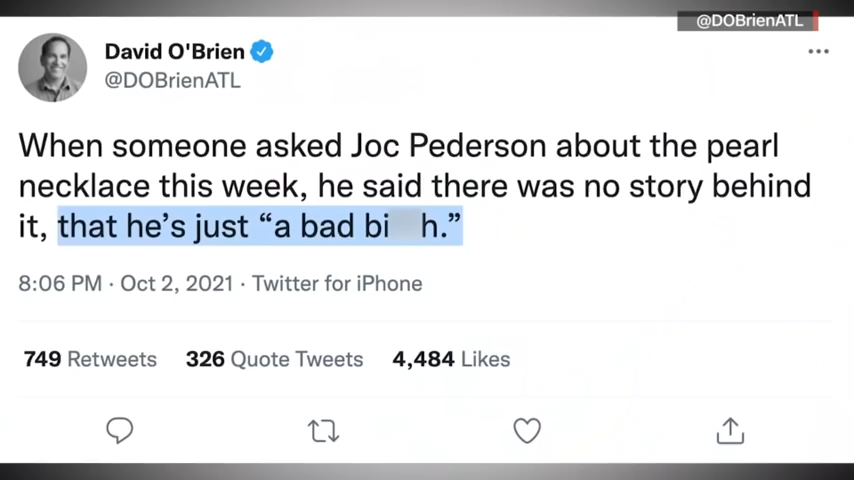 @DOBrienATL
David O'Brien
@DOBrienATL
When someone asked Joc Pederson about the pearl
necklace this week, he said there was no story behind
it, that he's just “a bad bi h.”
8:06 PM · Oct 2, 2021 · Twitter for iPhone
749 Retweets 326 Quote Tweets 4,484 Likes